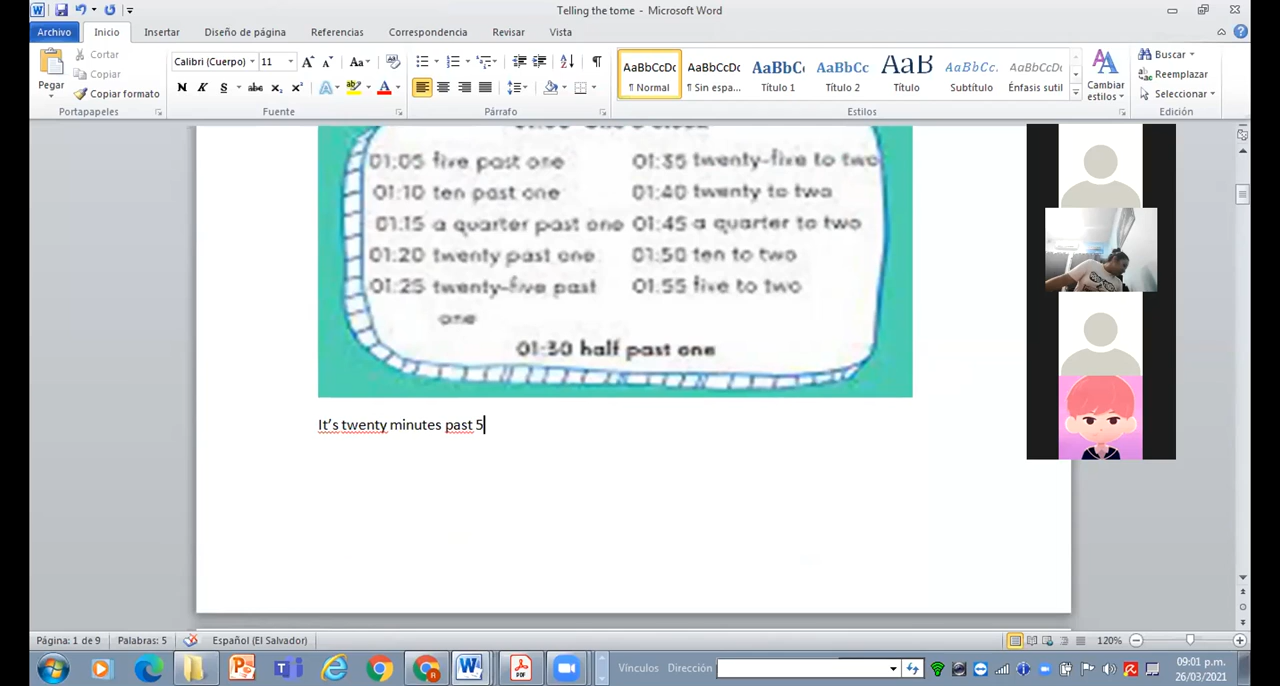 Telling the tome - Microsoft Word
Archivo Inicio Insertar Diseño de página Referencias Correspondencia Revisar Vista
Pegar
Cortar
Copiar
Copiar formato
Portapapeles
Calibri (Cuerpo) 11
Fuente
Párrafo
AaBbCcDc AaBbCcDc AaBbC AaBbCc AaB AaBbCc. AaBbCcDc
¶ Normal ¶ Sin espa... Título 1 Título 2 Título Subtítulo Énfasis sutil
Estilos
Cambiar
estilos
Buscar
Reemplazar
Seleccionar
Edición
01:05 five past one 01:35 twenty-five to two
01:10 ten past one 01:40 twenty to two
01:15 a quarter past one 01:45 a quarter to two
01:20 twenty past one 01:50 ten to two
01:25 twenty-five past 01:55 five to two
one
01:30 half past one
It's twenty minutes past 5
Página: 1 de 9 Palabras: 5 Español (El Salvador) 120%
Vínculos Dirección
09:01 p.m.
26/03/2021